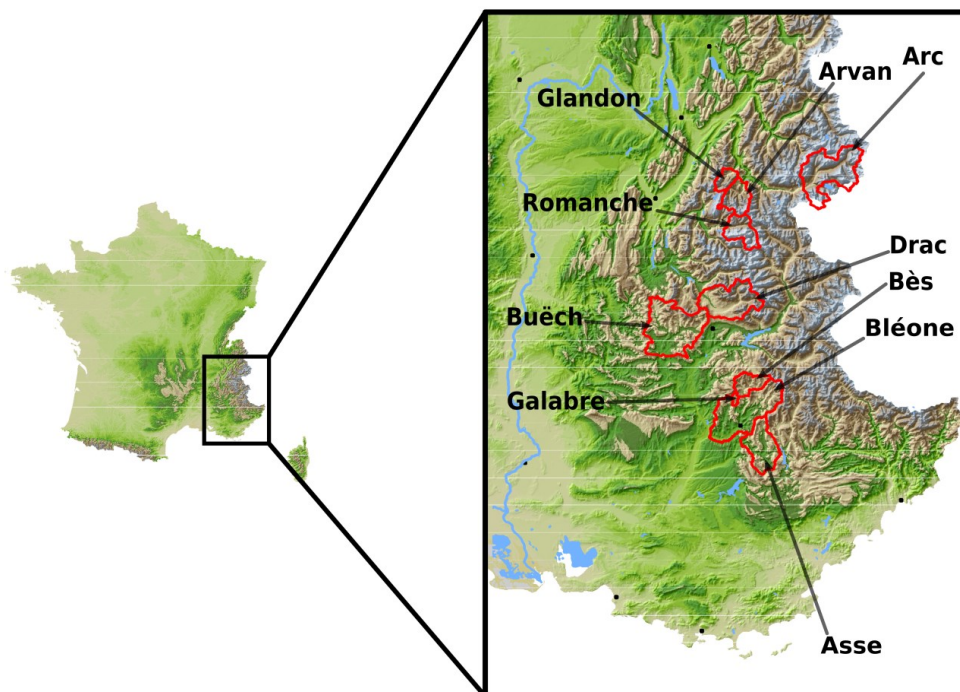 Arc
Arvan
Glandon
Romanche
Drac
Bès
Buëch
Bléone
Galabre
Asse